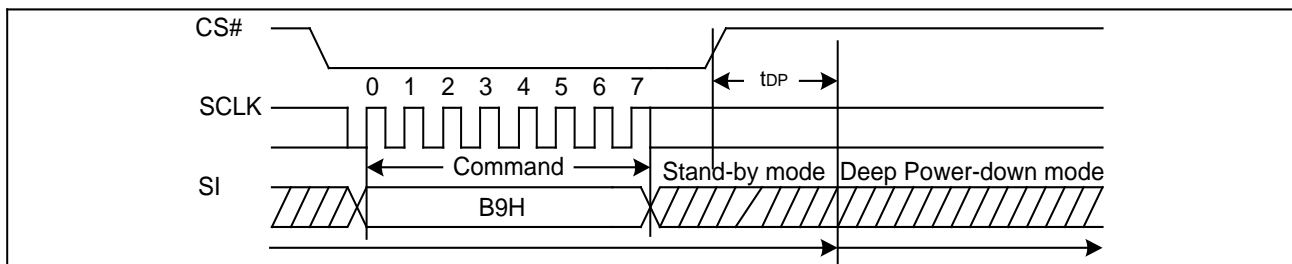 CS#
tDP
0 1 2 3 4 5 6 7
SCLK
Command
Stand-by mode Deep Power-down mode
SI
B9H